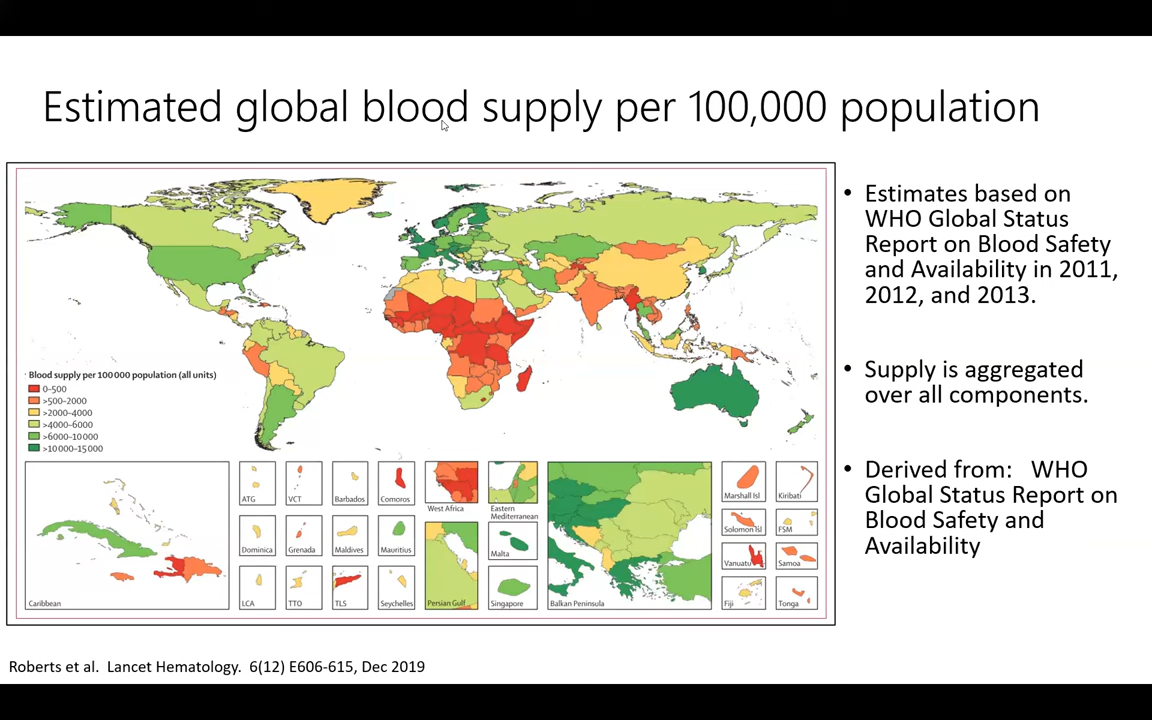 Estimated global blood supply per 100,000 population
Blood supply per 100 000 population (all units)
0–500
>500–2000
>2000–4000
>4000–6000
>6000–10 000
>10 000–15 000
Caribbean
ATG
VCT
Barbados
Comoros
West Africa
Eastern
Mediterranean
Dominica
Grenada
Maldives
Mauritius
Malta
LCA
TTO
TLS
Seychelles
Persian Gulf
Singapore
Balkan Peninsula
Marshall Isl
Kiribati
Solomon Isl
FSM
Vanuatu
Samoa
Fiji
Tonga
• Estimates based on
WHO Global Status
Report on Blood Safety
and Availability in 2011,
2012, and 2013.
• Supply is aggregated
over all components.
• Derived from: WHO
Global Status Report on
Blood Safety and
Availability
Roberts et al. Lancet Hematology. 6(12) E606-615, Dec 2019